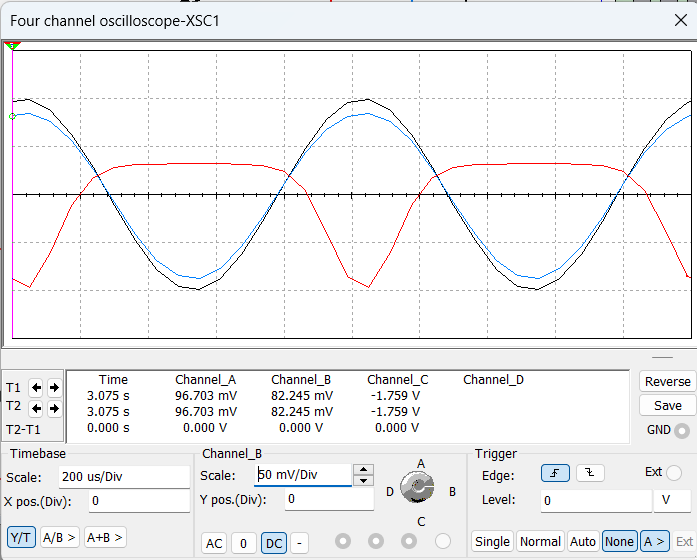 Four channel oscilloscope-XSC1
Time Channel_A Channel_B Channel_C Channel_D
T1 3.075 s 96.703 mV 82.245 mV -1.759 V
T2 3.075 s 96.703 mV 82.245 mV -1.759 V
T2-T1 0.000 s 0.000 V 0.000 V 0.000 V
Reverse
Save
GND
Timebase
Scale: 200 us/Div
X pos.(Div): 0
Y/T A/B > A+B >
Channel_B
Scale: 50 mV/Div
Y pos.(Div): 0
AC 0 DC -
A
D B
C
Trigger
Edge: Ext
Level: 0 V
Single Normal Auto None A > Ext